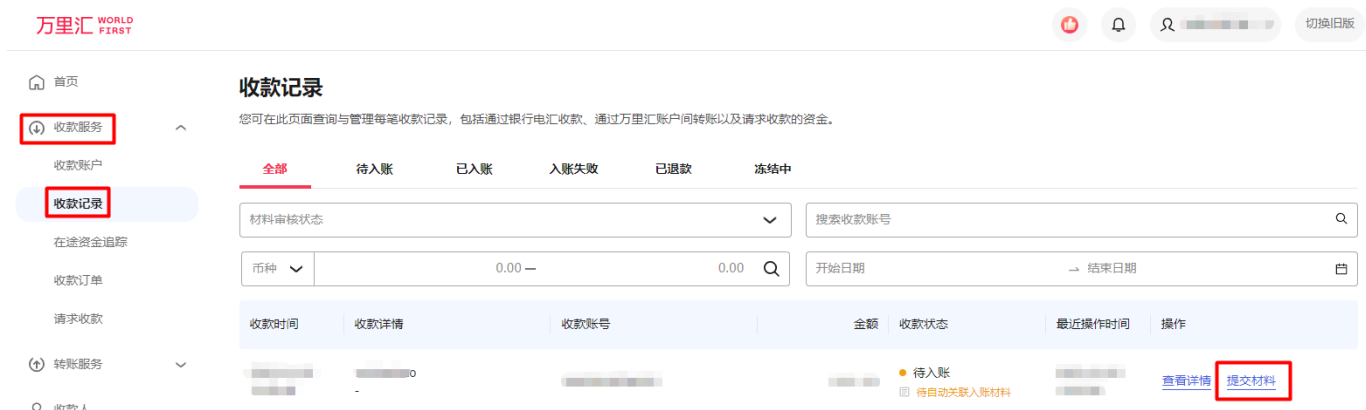 万里汇 WORLD FIRST
切换旧版
首页
收款服务
收款账户
收款记录
在途资金追踪
收款订单
请求收款
转账服务
收款人
收款记录
您可在此页面查询与管理每笔收款记录，包括通过银行电汇收款、通过万里汇账户间转账以及请求收款的资金。
全部 待入账 已入账 入账失败 已退款 冻结中
材料审核状态 搜索收款账号
币种 0.00 — 0.00 开始日期 → 结束日期
收款时间 收款详情 收款账号 金额 收款状态 最近操作时间 操作
待入账
- 待自动关联入账材料
查看详情 提交材料